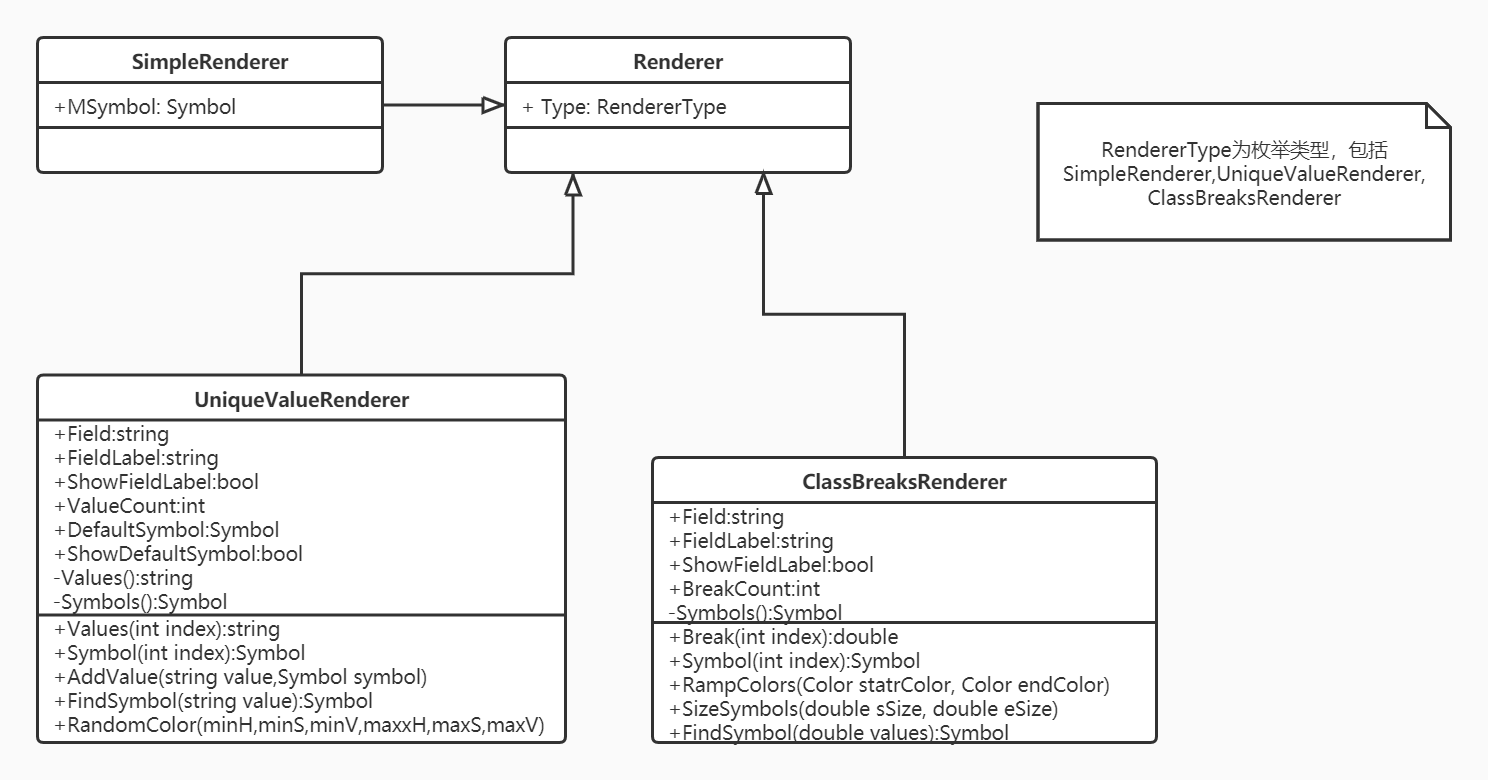 SimpleRenderer
+MSymbol: Symbol
Renderer
+ Type: RendererType
RendererType为枚举类型，包括
SimpleRenderer,UniqueValueRenderer,
ClassBreaksRenderer
UniqueValueRenderer
+Field:string
+FieldLabel:string
+ShowFieldLabel:bool
+ValueCount:int
+DefaultSymbol:Symbol
+ShowDefaultSymbol:bool
-Values():string
-Symbols():Symbol
+Values(int index):string
+Symbol(int index):Symbol
+AddValue(string value,Symbol symbol)
+FindSymbol(string value):Symbol
+RandomColor(minH,minS,minV,maxxH,maxS,maxV)
ClassBreaksRenderer
+Field:string
+FieldLabel:string
+ShowFieldLabel:bool
+BreakCount:int
-Symbols():Symbol
+Break(int index):double
+Symbol(int index):Symbol
+RampColors(Color statrColor, Color endColor)
+SizeSymbols(double sSize, double eSize)
+FindSymbol(double values):Symbol